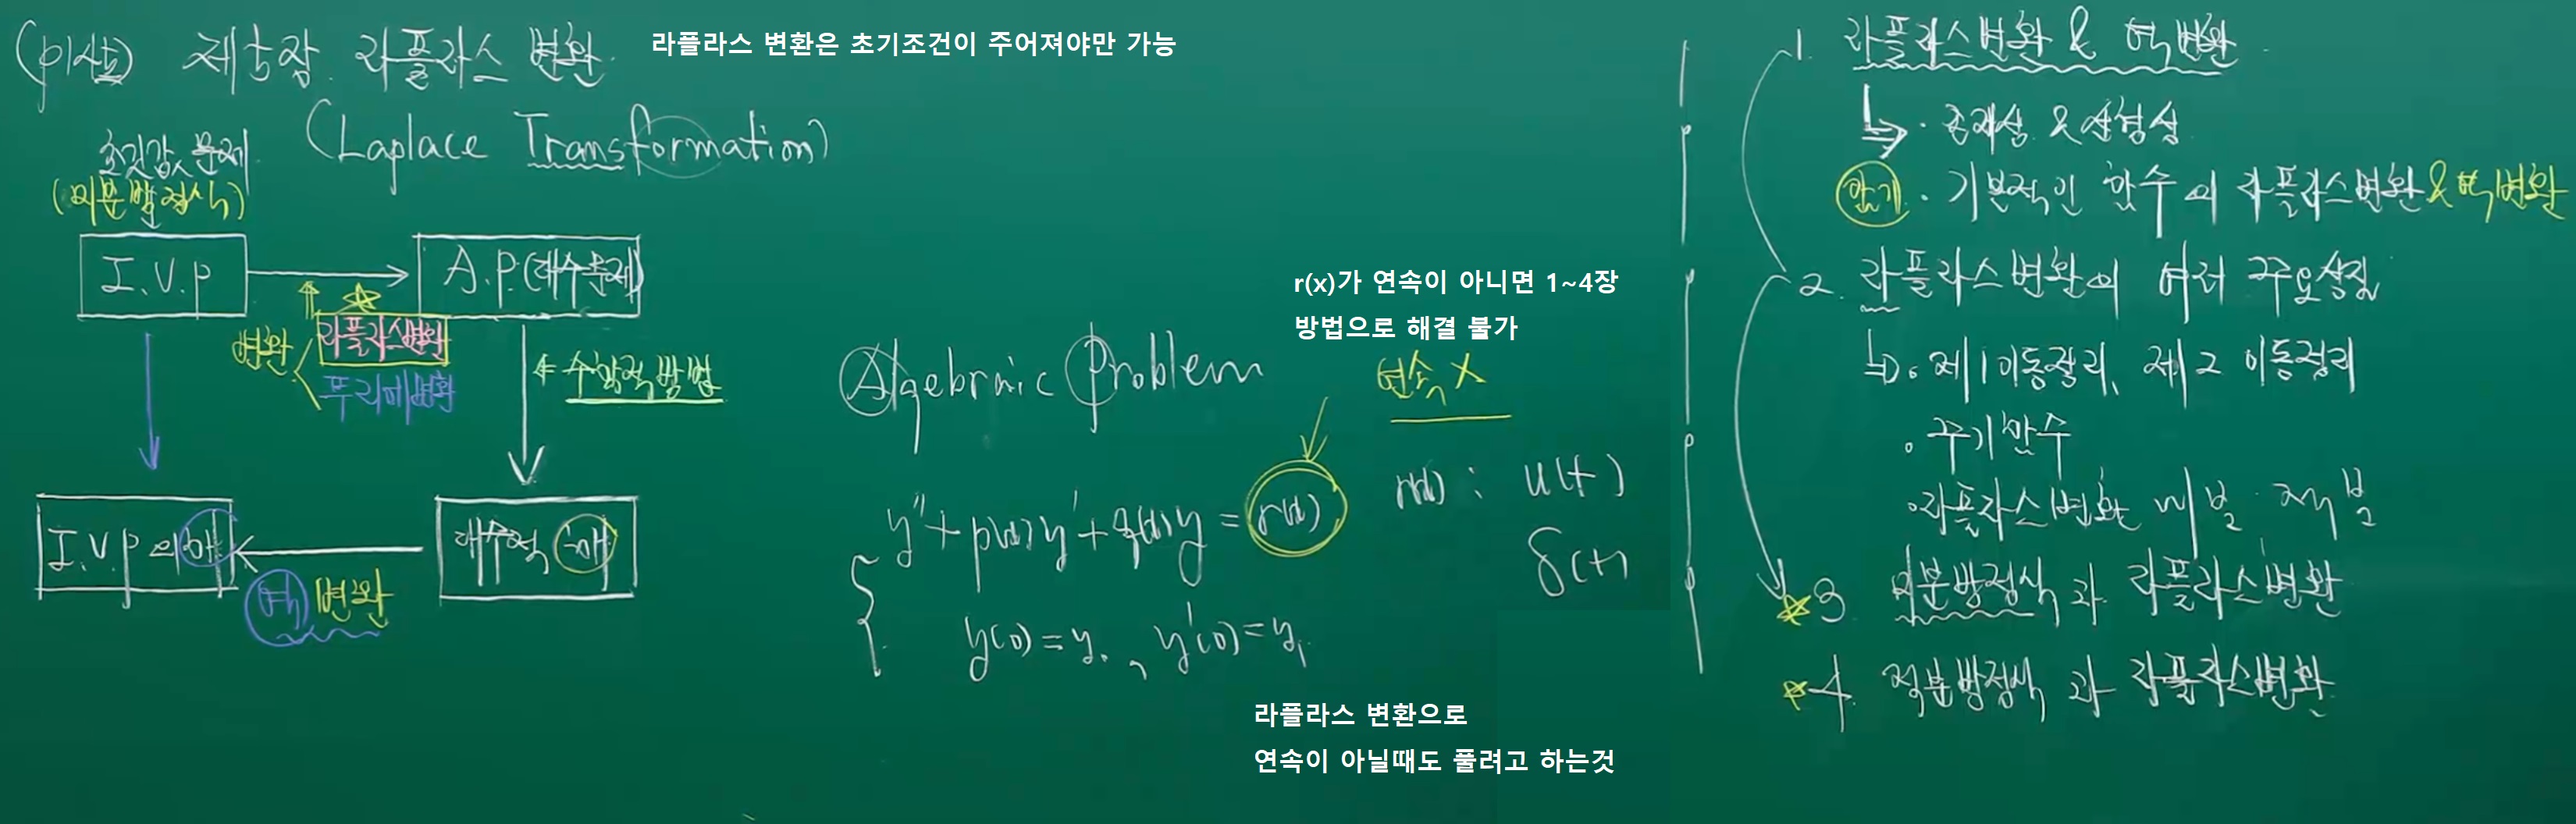 제5장 라플라스 변환
라플라스 변환은 초기조건이 주어져야만 가능
(Laplace Transformation)
초깃값 문제
(미분방정식)
I.V.P
A.P.(대수문제)
변환
라플라스변환
푸리에변환
수학적 방법
I.V.P의 해
대수적 해
역변환
Algebraic Problem
r(x)가 연속이 아니면 1~4장
방법으로 해결 불가
연속 X
y'' + p(x)y' + q(x)y = r(x)
y(0) = y₀, y'(0) = y₁
r(x) : u(t)
δ(t)
라플라스 변환으로
연속이 아닐때도 풀려고 하는것
1. 라플라스변환 & 역변환
· 존재성 & 선형성
암기 · 기본적인 함수의 라플라스변환 & 역변환
2. 라플라스변환의 여러 주요성질
· 제1이동정리, 제2이동정리
· 주기함수
· 라플라스변환 미분·적분
3. 미분방정식과 라플라스변환
4. 적분방정식과 라플라스변환